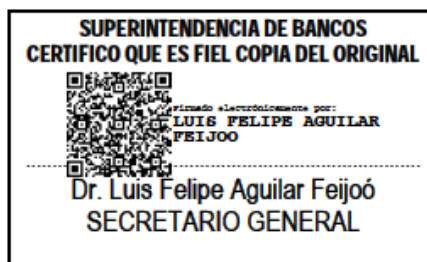 SUPERINTENDENCIA DE BANCOS
CERTIFICO QUE ES FIEL COPIA DEL ORIGINAL
Firmado electrónicamente por:
LUIS FELIPE AGUILAR
FEIJOO
Dr. Luis Felipe Aguilar Feijoó
SECRETARIO GENERAL